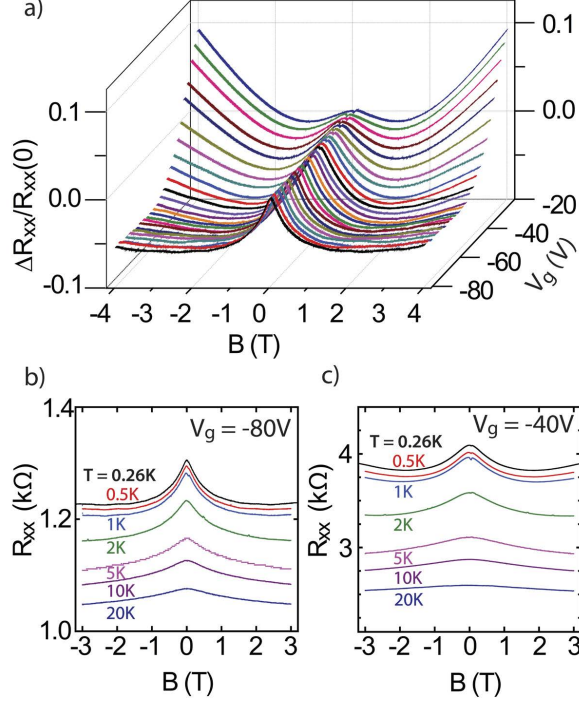 a)
ΔRxx/Rxx(0)
0.1
0.0
-0.1
0.1
0.0
-20
-40
-60
-80
Vg (V)
-4 -3 -2 -1 0 1 2 3 4
B (T)
b)
Vg = -80V
Rxx (kΩ)
1.4
1.2
1.0
T = 0.26K
0.5K
1K
2K
5K
10K
20K
-3 -2 -1 0 1 2 3
B (T)
c)
Vg = -40V
Rxx (kΩ)
4
3
T = 0.26K
0.5K
1K
2K
5K
10K
20K
-3 -2 -1 0 1 2 3
B (T)